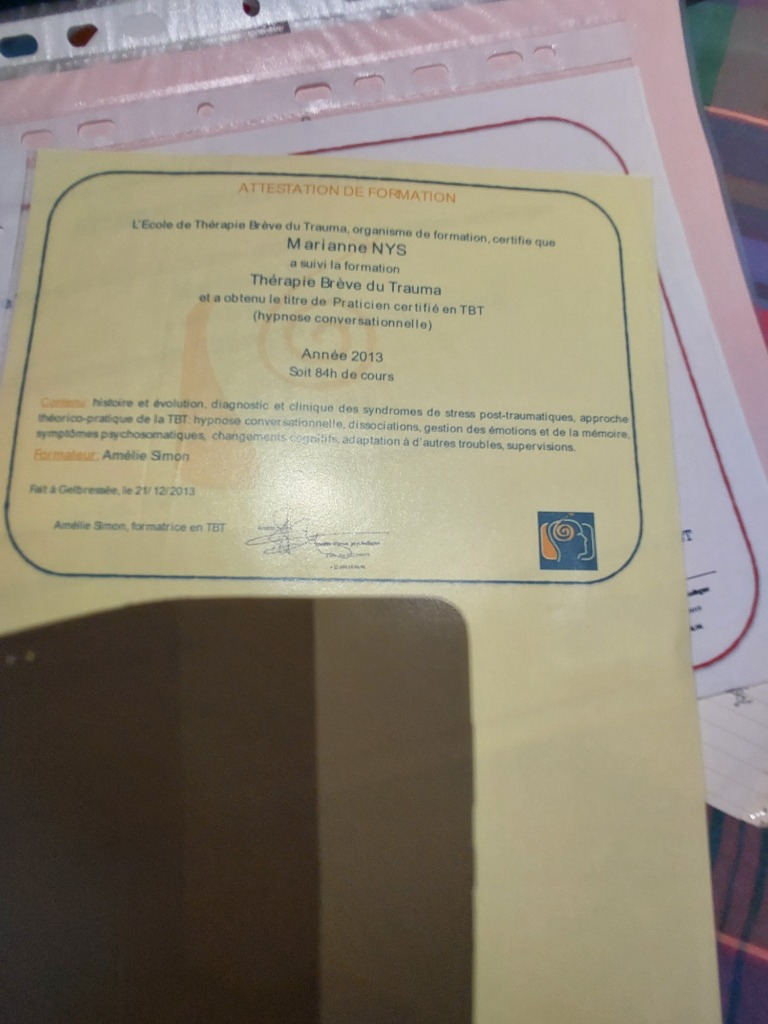 ATTESTATION DE FORMATION
L'Ecole de Thérapie Brève du Trauma, organisme de formation, certifie que
Marianne NYS
a suivi la formation
Thérapie Brève du Trauma
et a obtenu le titre de Praticien certifié en TBT
(hypnose conversationnelle)
Année 2013
Soit 84h de cours
Contenu: histoire et évolution, diagnostic et clinique des syndromes de stress post-traumatiques, approche
théorico-pratique de la TBT: hypnose conversationnelle, dissociations, gestion des émotions et de la mémoire,
symptômes psychosomatiques, changements cognitifs, adaptation à d'autres troubles, supervisions.
Formateur: Amélie Simon
Fait à Gelbressée, le 21/12/2013
Amélie Simon, formatrice en TBT